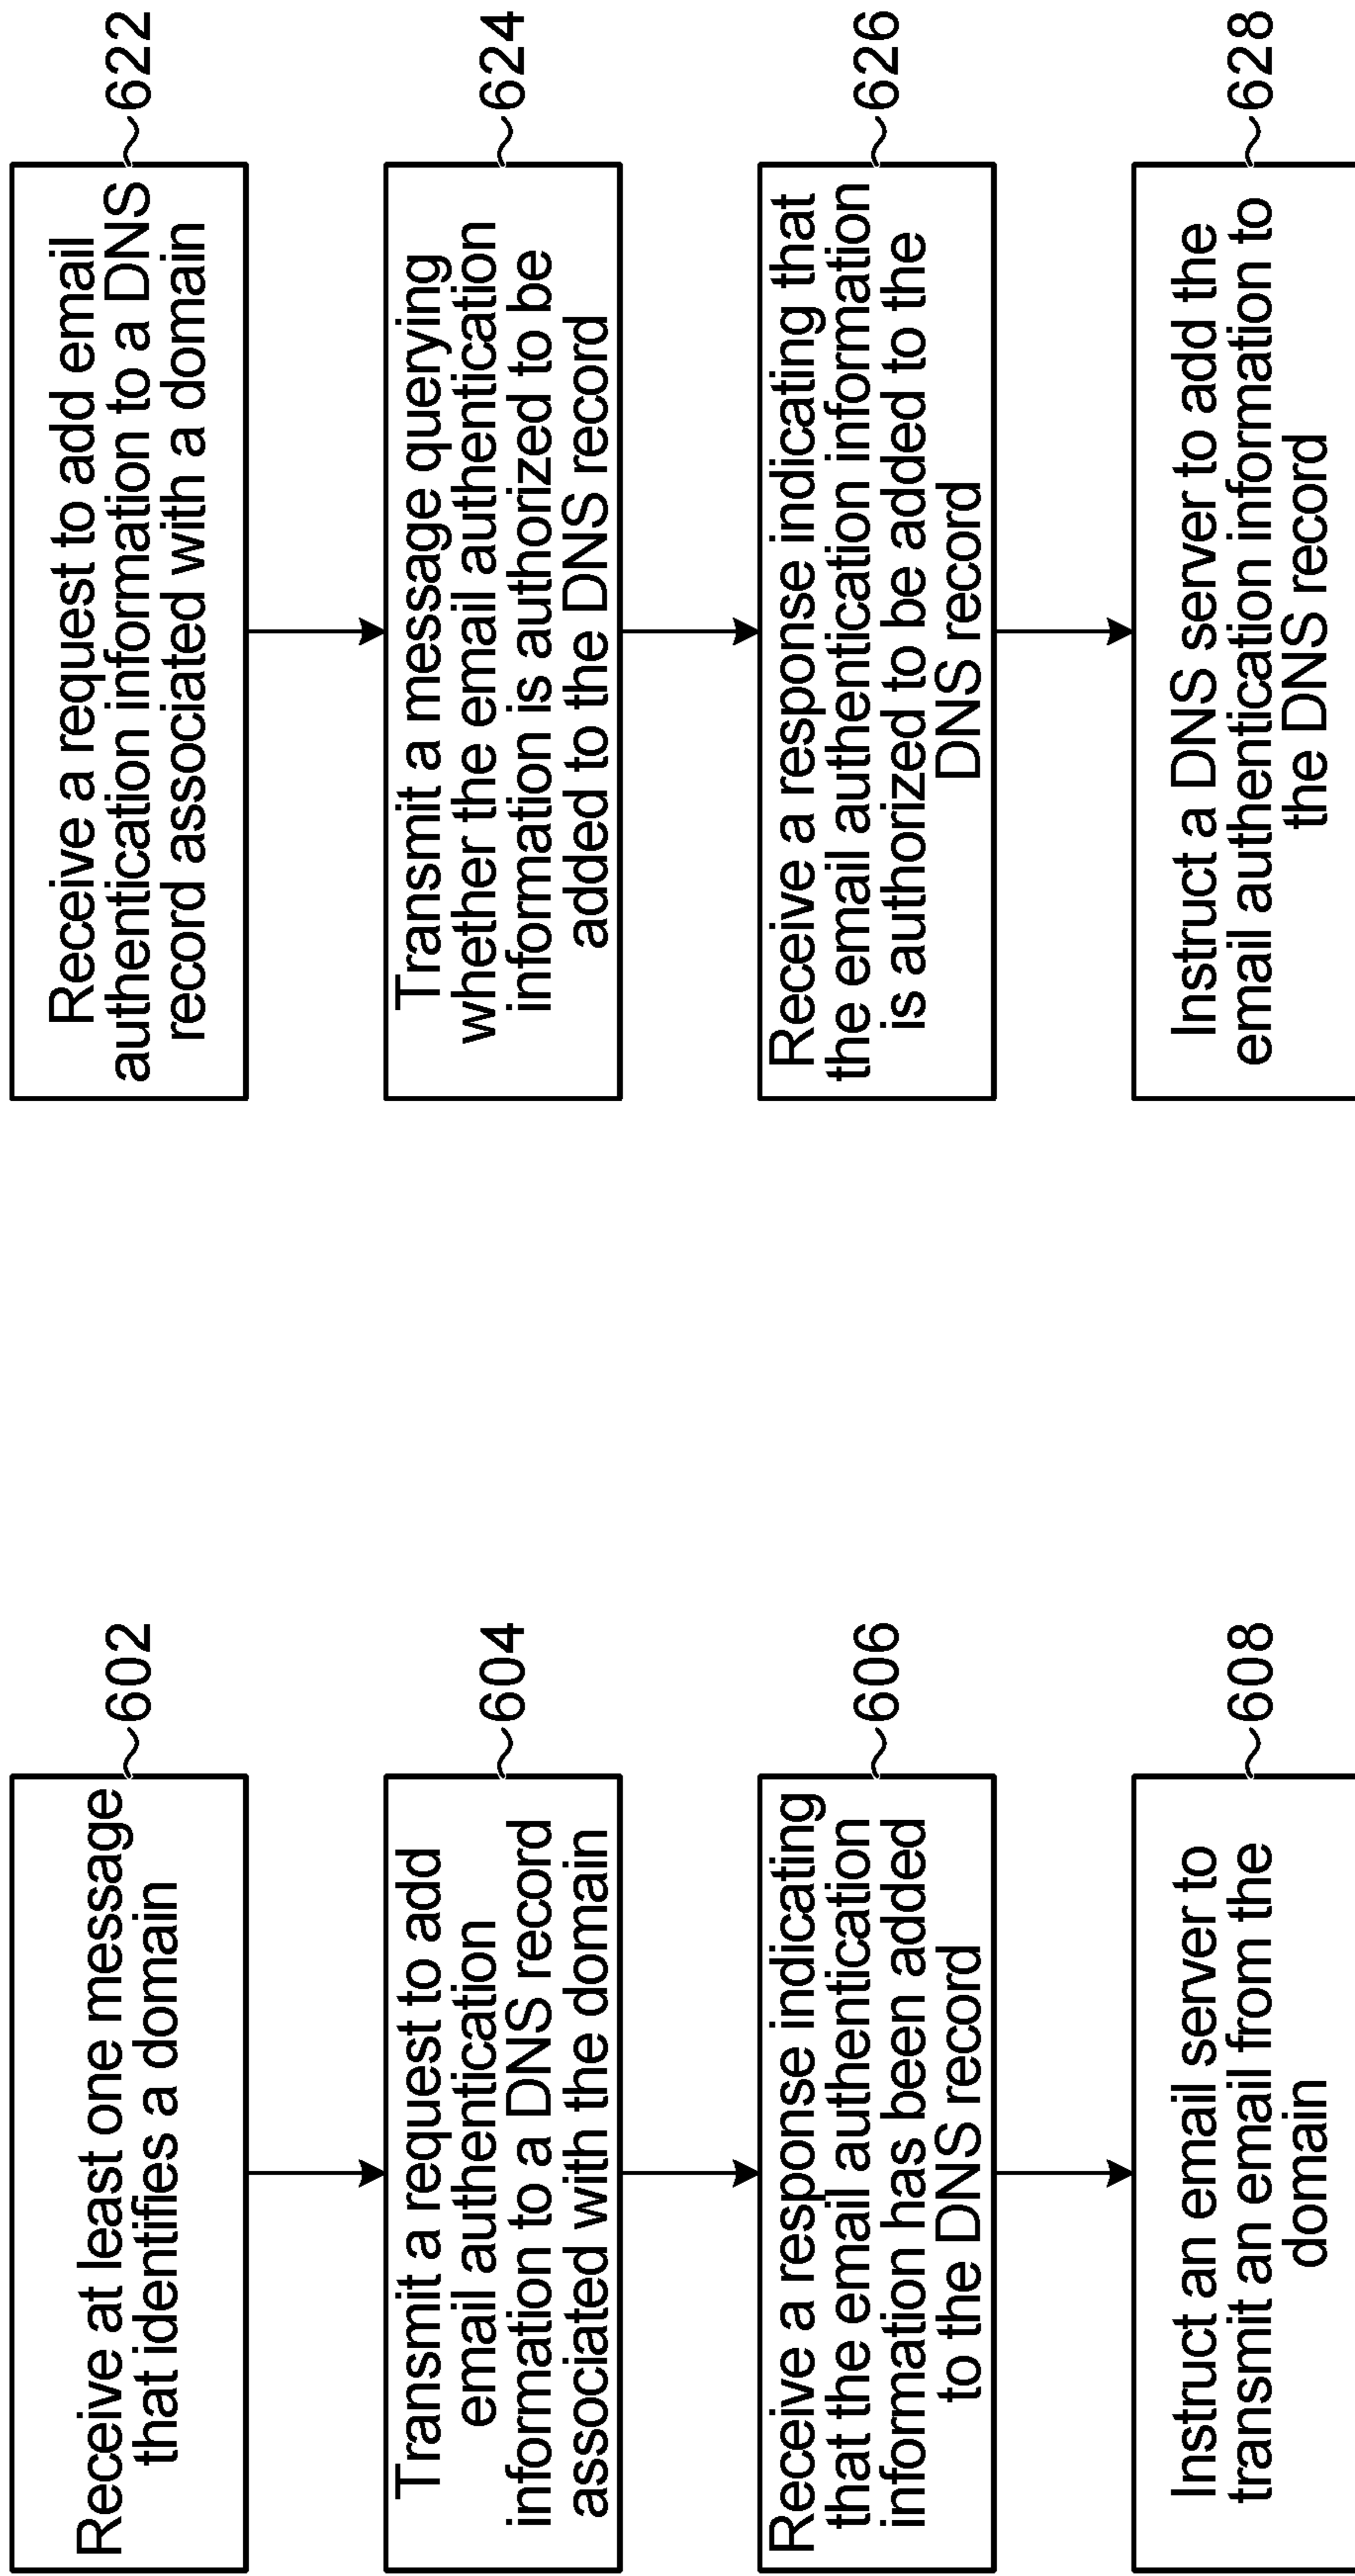 Receive at least one message
that identifies a domain
602
Transmit a request to add
email authentication
information to a DNS record
associated with the domain
604
Receive a response indicating
that the email authentication
information has been added
to the DNS record
606
Instruct an email server to
transmit an email from the
domain
608
Receive a request to add email
authentication information to a DNS
record associated with a domain
622
Transmit a message querying
whether the email authentication
information is authorized to be
added to the DNS record
624
Receive a response indicating that
the email authentication information
is authorized to be added to the
DNS record
626
Instruct a DNS server to add the
email authentication information to
the DNS record
628